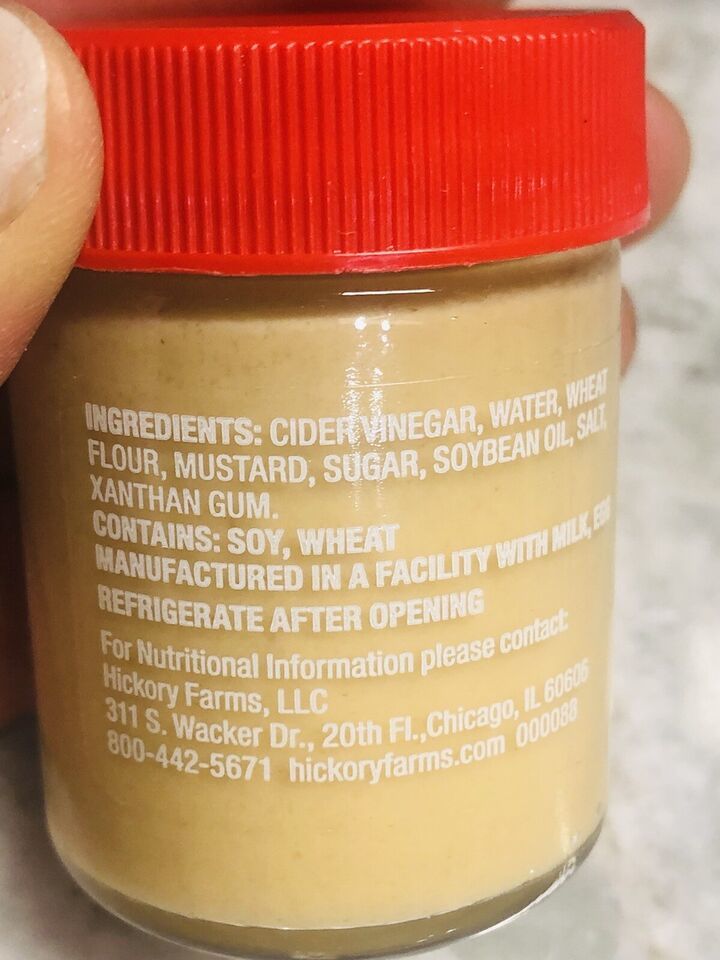 INGREDIENTS: CIDER VINEGAR, WATER, WHEAT
FLOUR, MUSTARD, SUGAR, SOYBEAN OIL, SALT,
XANTHAN GUM.
CONTAINS: SOY, WHEAT
MANUFACTURED IN A FACILITY WITH MILK, EGG
REFRIGERATE AFTER OPENING
For Nutritional Information please contact:
Hickory Farms, LLC
311 S. Wacker Dr., 20th Fl.,Chicago, IL 60606
800-442-5671 hickoryfarms.com 000088